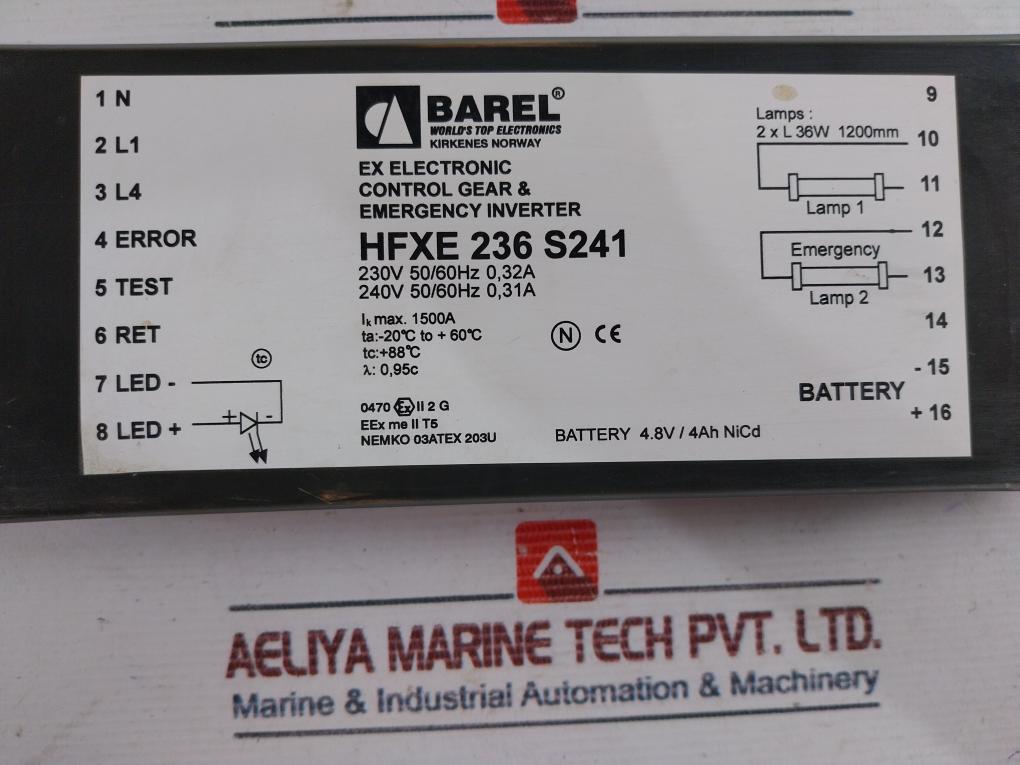 1 N
2 L1
3 L4
4 ERROR
5 TEST
6 RET
tc
7 LED -
+ -
8 LED +
BAREL®
WORLD'S TOP ELECTRONICS
KIRKENES NORWAY
EX ELECTRONIC
CONTROL GEAR &
EMERGENCY INVERTER
HFXE 236 S241
230V 50/60Hz 0,32A
240V 50/60Hz 0,31A
Ik max. 1500A
ta:-20°C to + 60°C
tc:+88°C
λ: 0,95c
N CE
0470 Ex II 2 G
EEx me II T5
NEMKO 03ATEX 203U
BATTERY 4.8V / 4Ah NiCd
Lamps :
2 x L 36W 1200mm
Lamp 1
Emergency
Lamp 2
9
10
11
12
13
14
- 15
BATTERY
+ 16
AELIYA MARINE TECH PVT. LTD.
Marine & Industrial Automation & Machinery